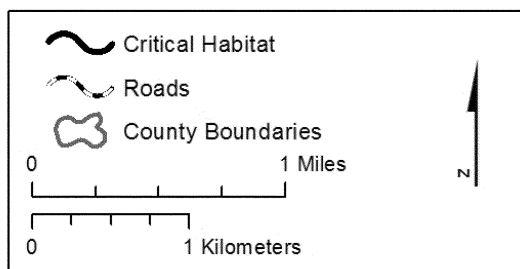 Critical Habitat
Roads
County Boundaries
0 1 Miles
0 1 Kilometers
N